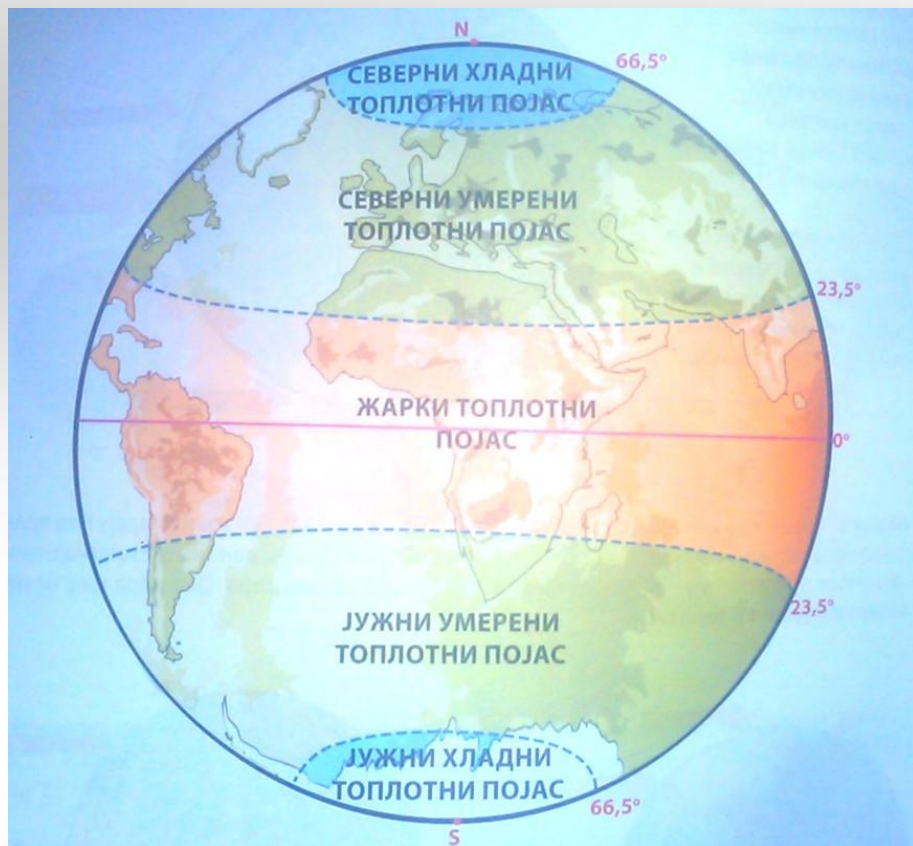 N
66,5°
СЕВЕРНИ ХЛАДНИ
ТОПЛОТНИ ПОЈАС
СЕВЕРНИ УМЕРЕНИ
ТОПЛОТНИ ПОЈАС
23,5°
ЖАРКИ ТОПЛОТНИ
ПОЈАС
0°
23,5°
ЈУЖНИ УМЕРЕНИ
ТОПЛОТНИ ПОЈАС
ЈУЖНИ ХЛАДНИ
ТОПЛОТНИ ПОЈАС
66,5°
S